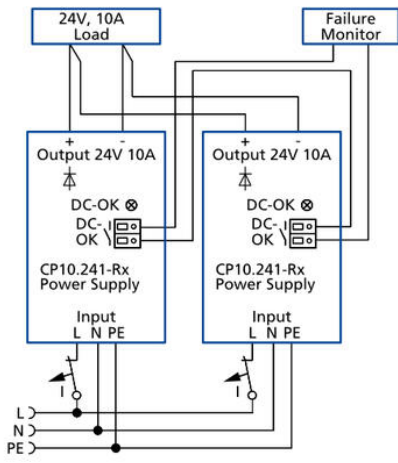 24V, 10A
Load
Failure
Monitor
+ -
Output 24V 10A
DC-OK
DC-
OK
CP10.241-Rx
Power Supply
Input
L N PE
I
+ -
Output 24V 10A
DC-OK
DC-
OK
CP10.241-Rx
Power Supply
Input
L N PE
I
L
N
PE